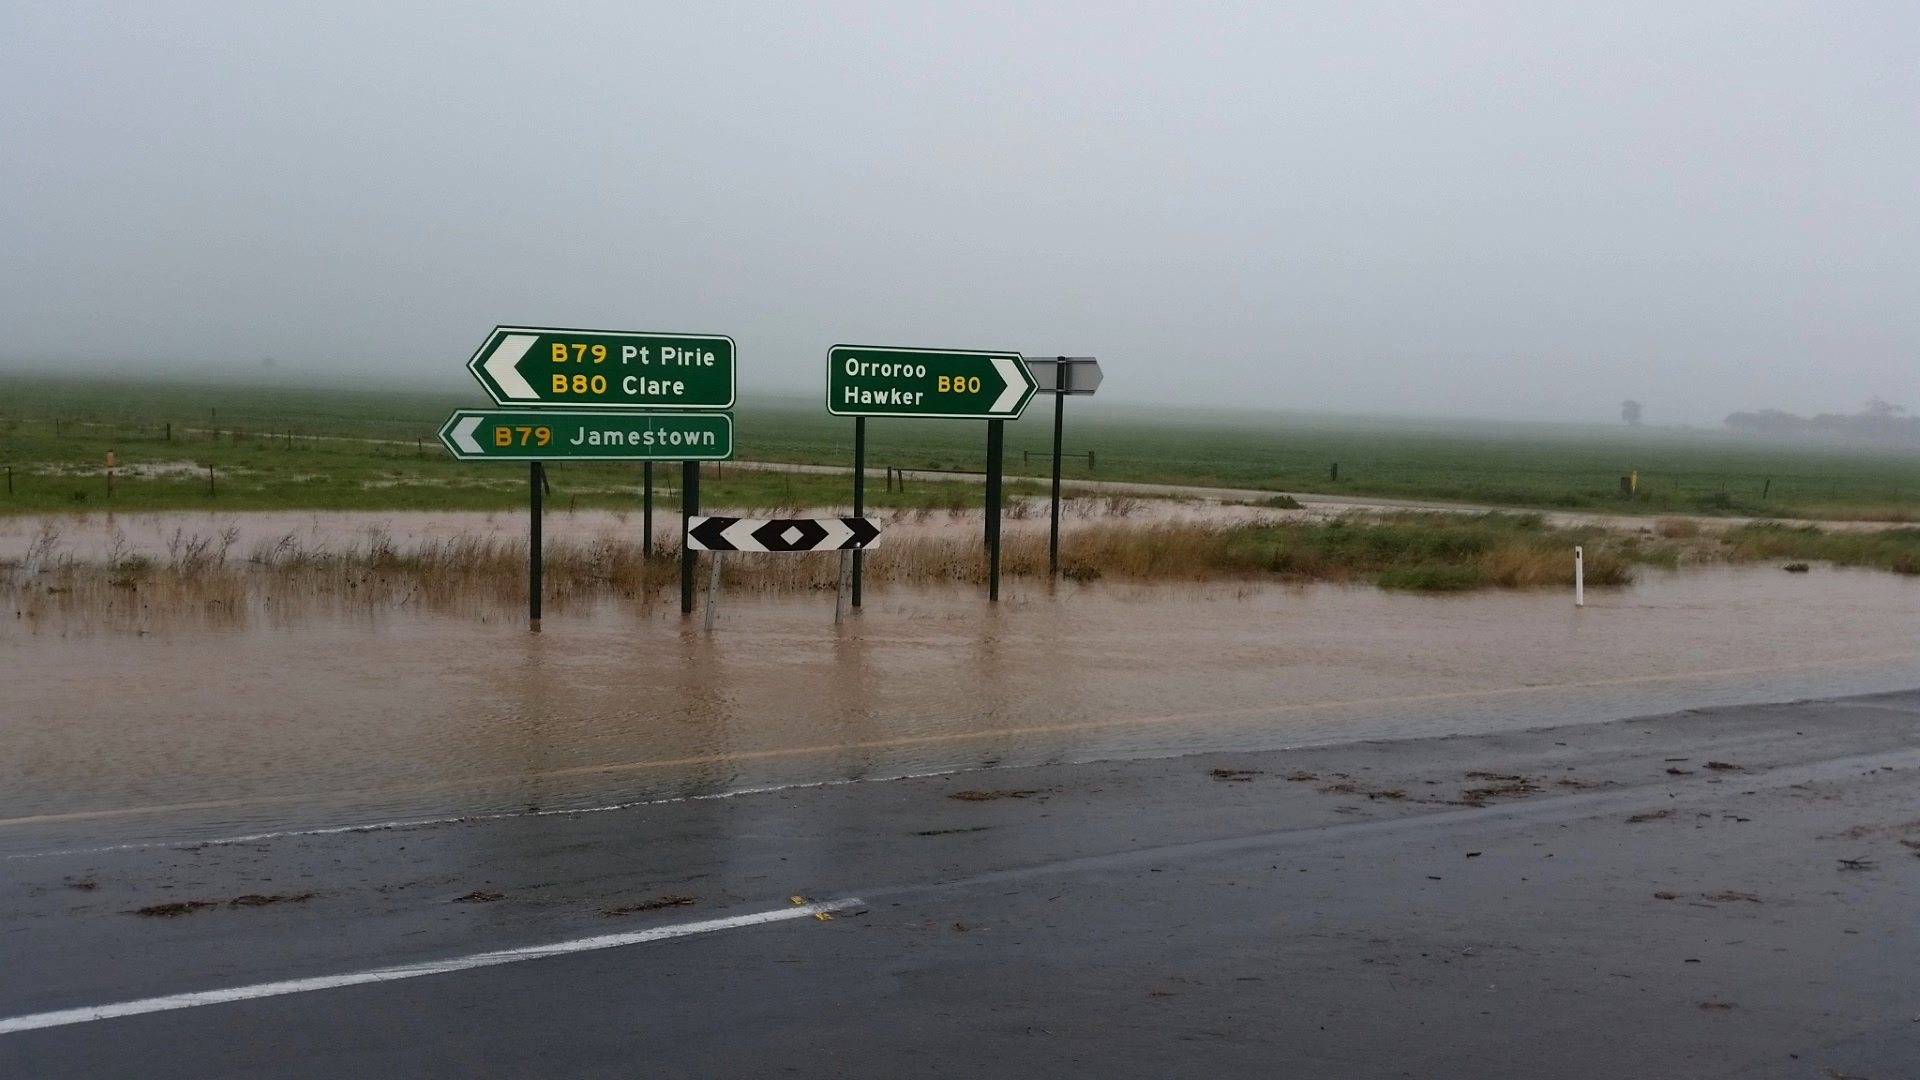 B79 Pt Pirie
B80 Clare
B79 Jamestown
Orroroo
Hawker B80